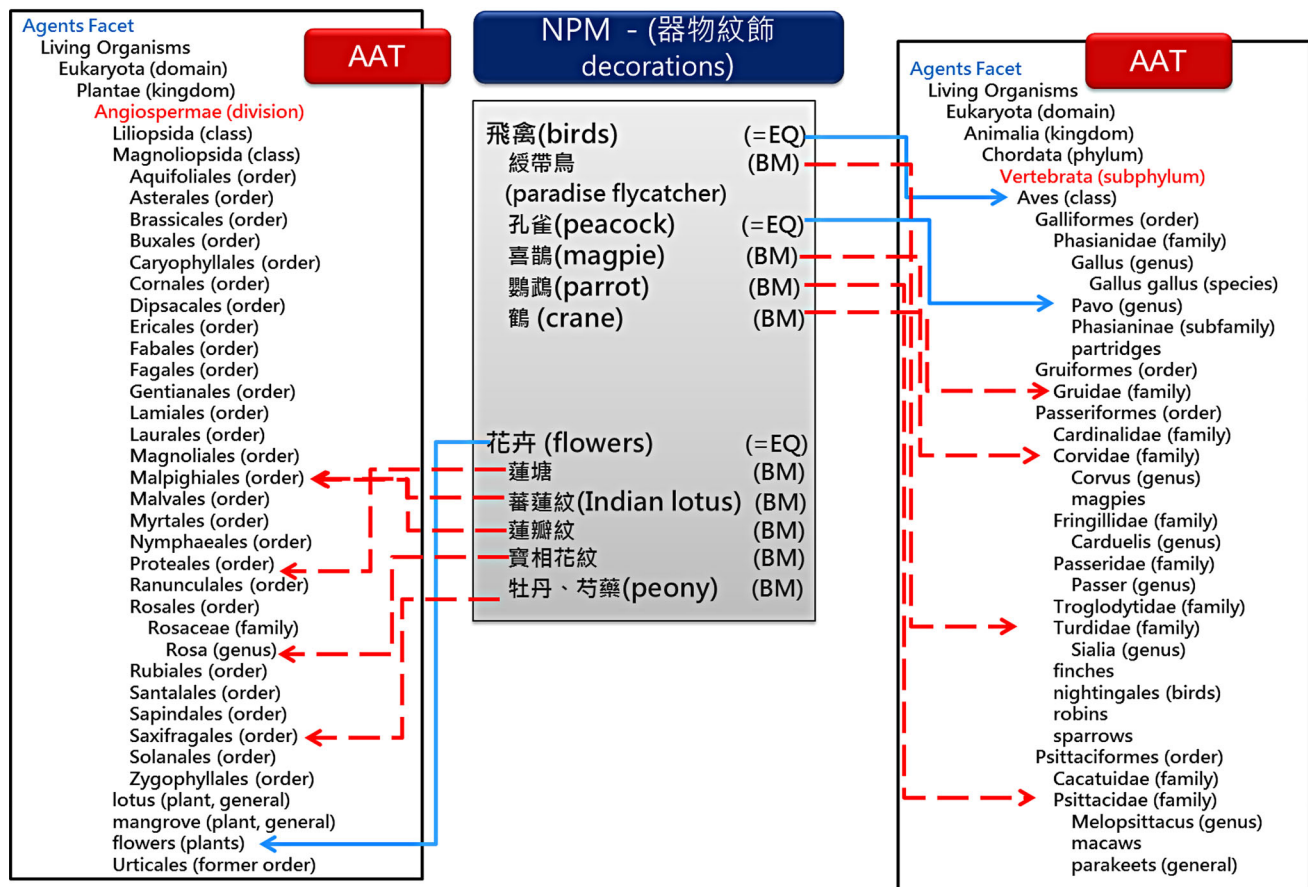 Agents Facet
Living Organisms
Eukaryota (domain)
Plantae (kingdom)
Angiospermae (division)
Liliopsida (class)
Magnoliopsida (class)
Aquifoliales (order)
Asterales (order)
Brassicales (order)
Buxales (order)
Caryophyllales (order)
Cornales (order)
Dipsacales (order)
Ericales (order)
Fabales (order)
Fagales (order)
Gentianales (order)
Lamiales (order)
Laurales (order)
Magnoliales (order)
Malpighiales (order)
Malvales (order)
Myrtales (order)
Nymphaeales (order)
Proteales (order)
Ranunculales (order)
Rosales (order)
Rosaceae (family)
Rosa (genus)
Rubiales (order)
Santalales (order)
Sapindales (order)
Saxifragales (order)
Solanales (order)
Zygophyllales (order)
lotus (plant, general)
mangrove (plant, general)
flowers (plants)
Urticales (former order)
AAT
NPM - (器物紋飾
decorations)
飛禽(birds) (=EQ)
綬帶鳥 (BM)
(paradise flycatcher)
孔雀(peacock) (=EQ)
喜鵲(magpie) (BM)
鸚鵡(parrot) (BM)
鶴 (crane) (BM)
花卉 (flowers) (=EQ)
蓮塘 (BM)
蕃蓮紋(Indian lotus) (BM)
蓮瓣紋 (BM)
寶相花紋 (BM)
牡丹、芍藥(peony) (BM)
AAT
Agents Facet
Living Organisms
Eukaryota (domain)
Animalia (kingdom)
Chordata (phylum)
Vertebrata (subphylum)
Aves (class)
Galliformes (order)
Phasianidae (family)
Gallus (genus)
Gallus gallus (species)
Pavo (genus)
Phasianinae (subfamily)
partridges
Gruiformes (order)
Gruidae (family)
Passeriformes (order)
Cardinalidae (family)
Corvidae (family)
Corvus (genus)
magpies
Fringillidae (family)
Carduelis (genus)
Passeridae (family)
Passer (genus)
Troglodytidae (family)
Turdidae (family)
Sialia (genus)
finches
nightingales (birds)
robins
sparrows
Psittaciformes (order)
Cacatuidae (family)
Psittacidae (family)
Melopsittacus (genus)
macaws
parakeets (general)